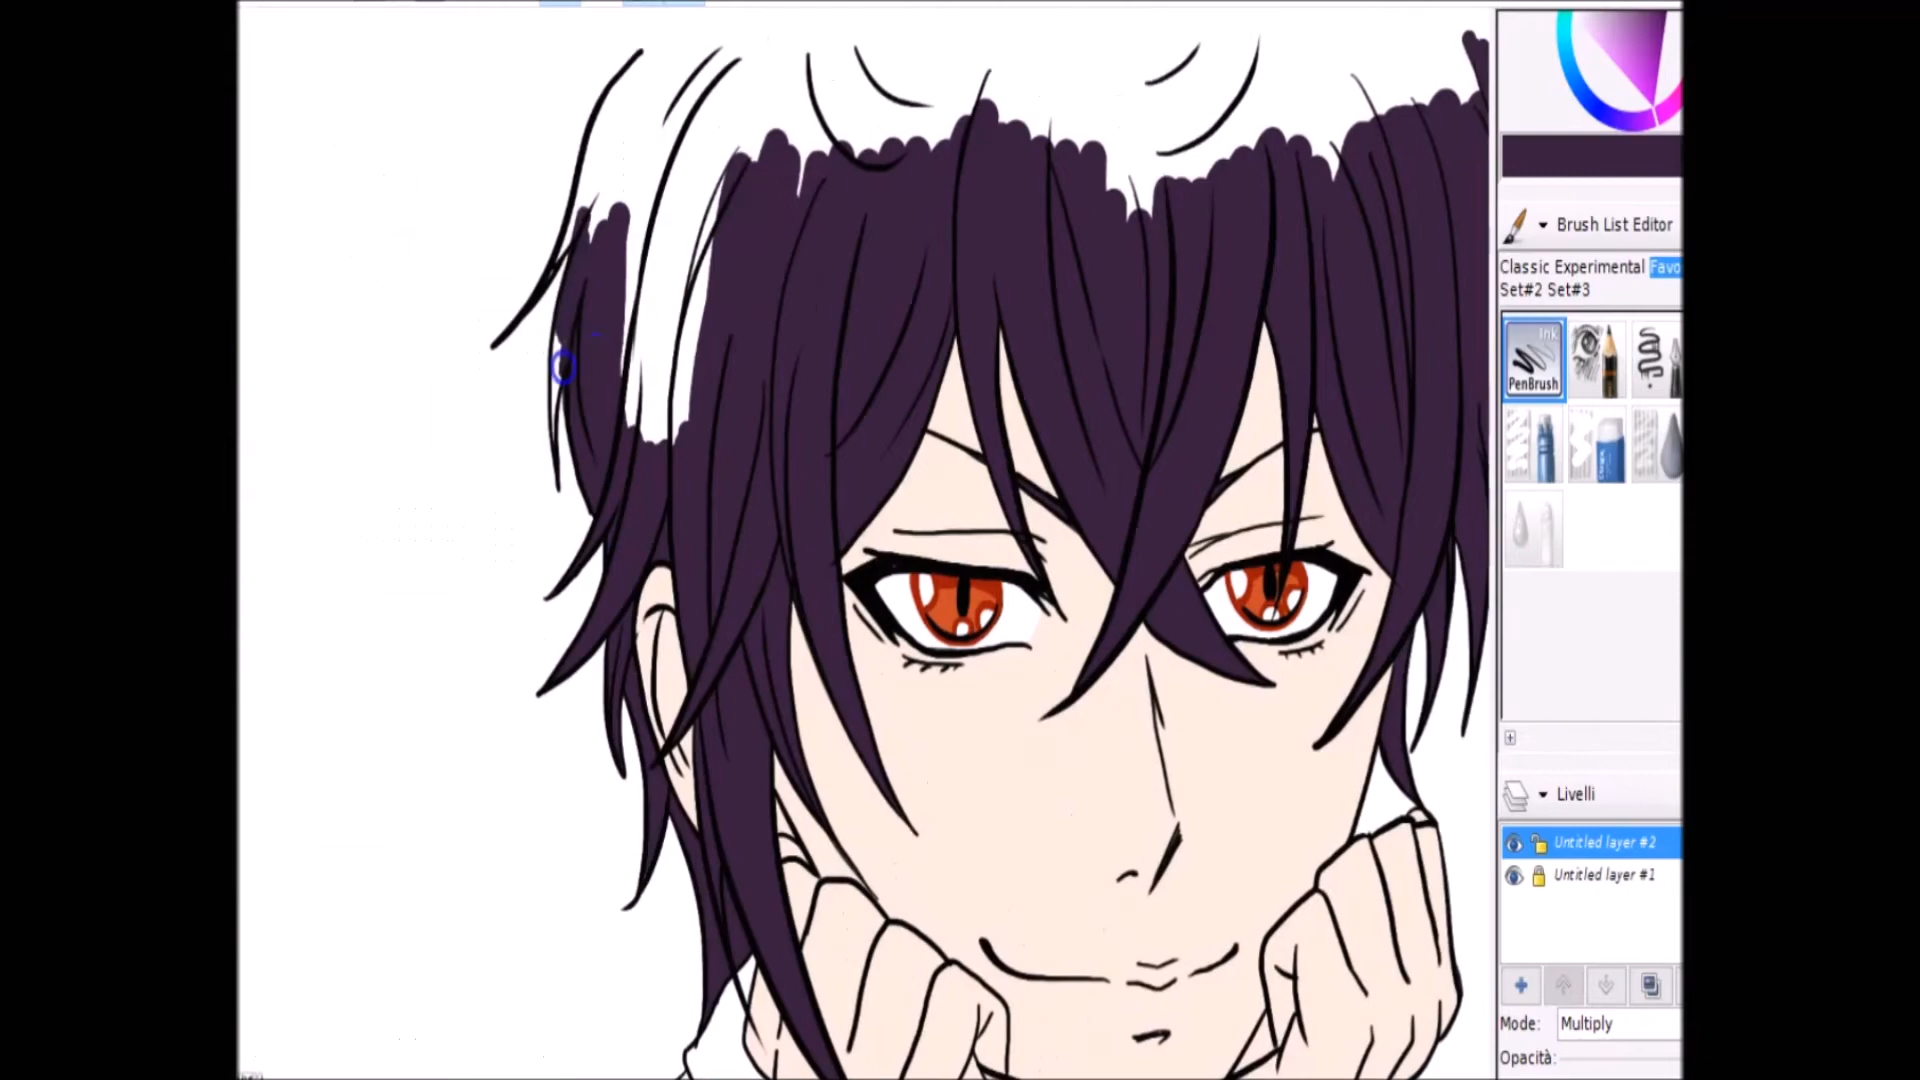 Brush List Editor
Classic Experimental Favo
Set#2 Set#3
Ink
PenBrush
Livelli
Untitled layer #2
Untitled layer #1
Mode: Multiply
Opacità: